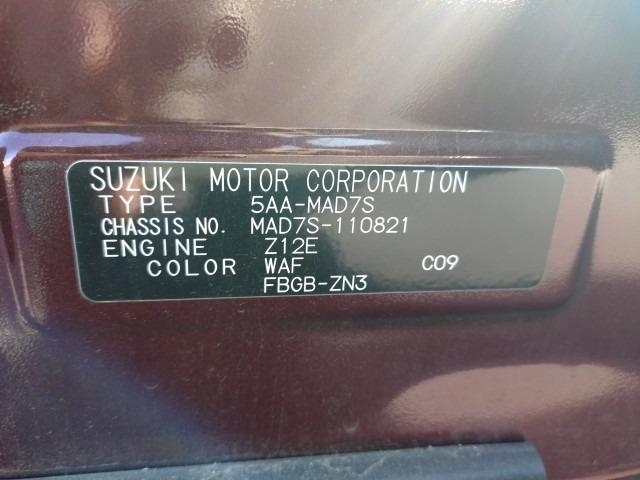 SUZUKI MOTOR CORPORATION
TYPE 5AA-MAD7S
CHASSIS NO. MAD7S-110821
ENGINE Z12E
COLOR WAF C09
FBGB-ZN3